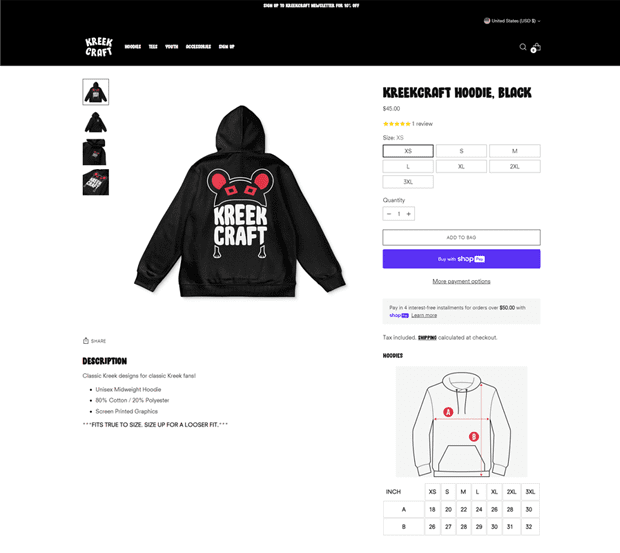 SIGN UP TO KREEKCRAFT NEWSLETTER FOR 10% OFF
United States (USD $)
KREEK
CRAFT
HOODIES TEES YOUTH ACCESSORIES SIGN UP
0
KREEKCRAFT HOODIE, BLACK
$45.00
1 review
Size: XS
XS S M
L XL 2XL
3XL
Quantity
− 1 +
ADD TO BAG
Buy with shop Pay
More payment options
Pay in 4 interest-free installments for orders over $50.00 with
shop Pay Learn more
Tax included. SHIPPING calculated at checkout.
HOODIES
A
B
INCH XS S M L XL 2XL 3XL
A 18 20 22 24 26 28 30
B 26 27 28 29 30 31 32
KREEK
CRAFT
SHARE
DESCRIPTION
Classic Kreek designs for classic Kreek fans!
Unisex Midweight Hoodie
80% Cotton / 20% Polyester
Screen Printed Graphics
***FITS TRUE TO SIZE, SIZE UP FOR A LOOSER FIT.***